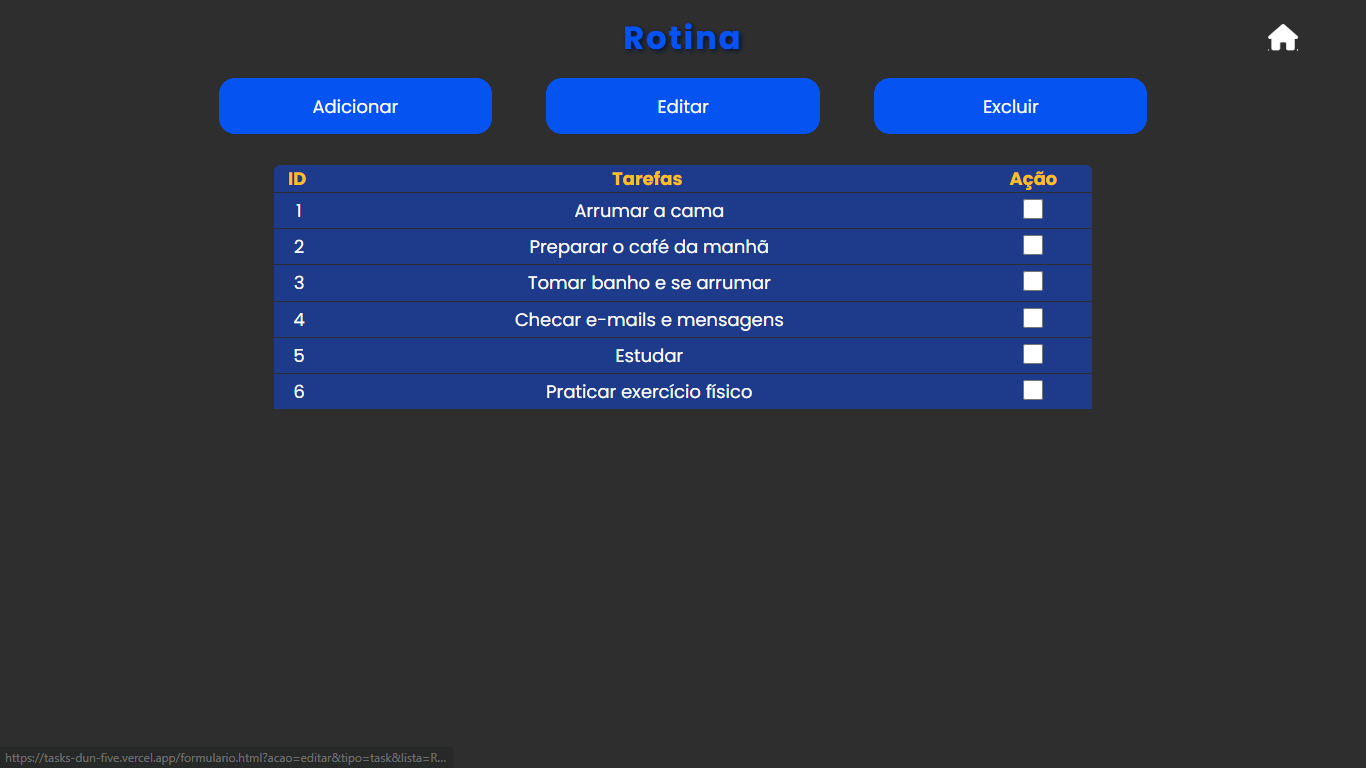 Rotina
Adicionar Editar Excluir
ID Tarefas Ação
1 Arrumar a cama
2 Preparar o café da manhã
3 Tomar banho e se arrumar
4 Checar e-mails e mensagens
5 Estudar
6 Praticar exercício físico
https://tasks-dun-five.vercel.app/formulario.html?acao=editar&tipo=task&lista=R...